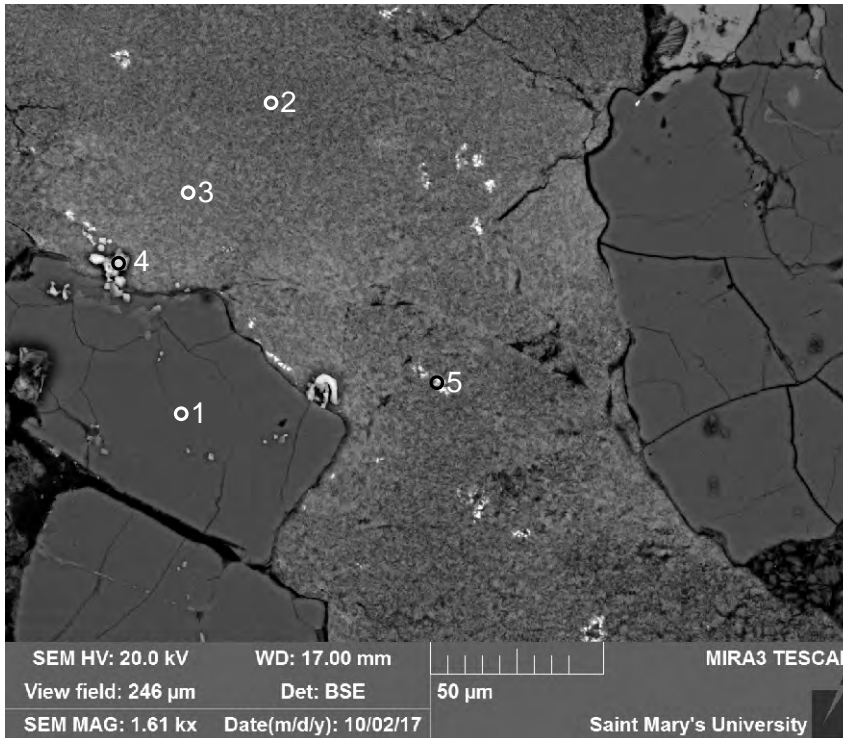 2
3
4
5
1
SEM HV: 20.0 kV WD: 17.00 mm MIRA3 TESCAN
View field: 246 µm Det: BSE 50 µm
SEM MAG: 1.61 kx Date(m/d/y): 10/02/17 Saint Mary's University